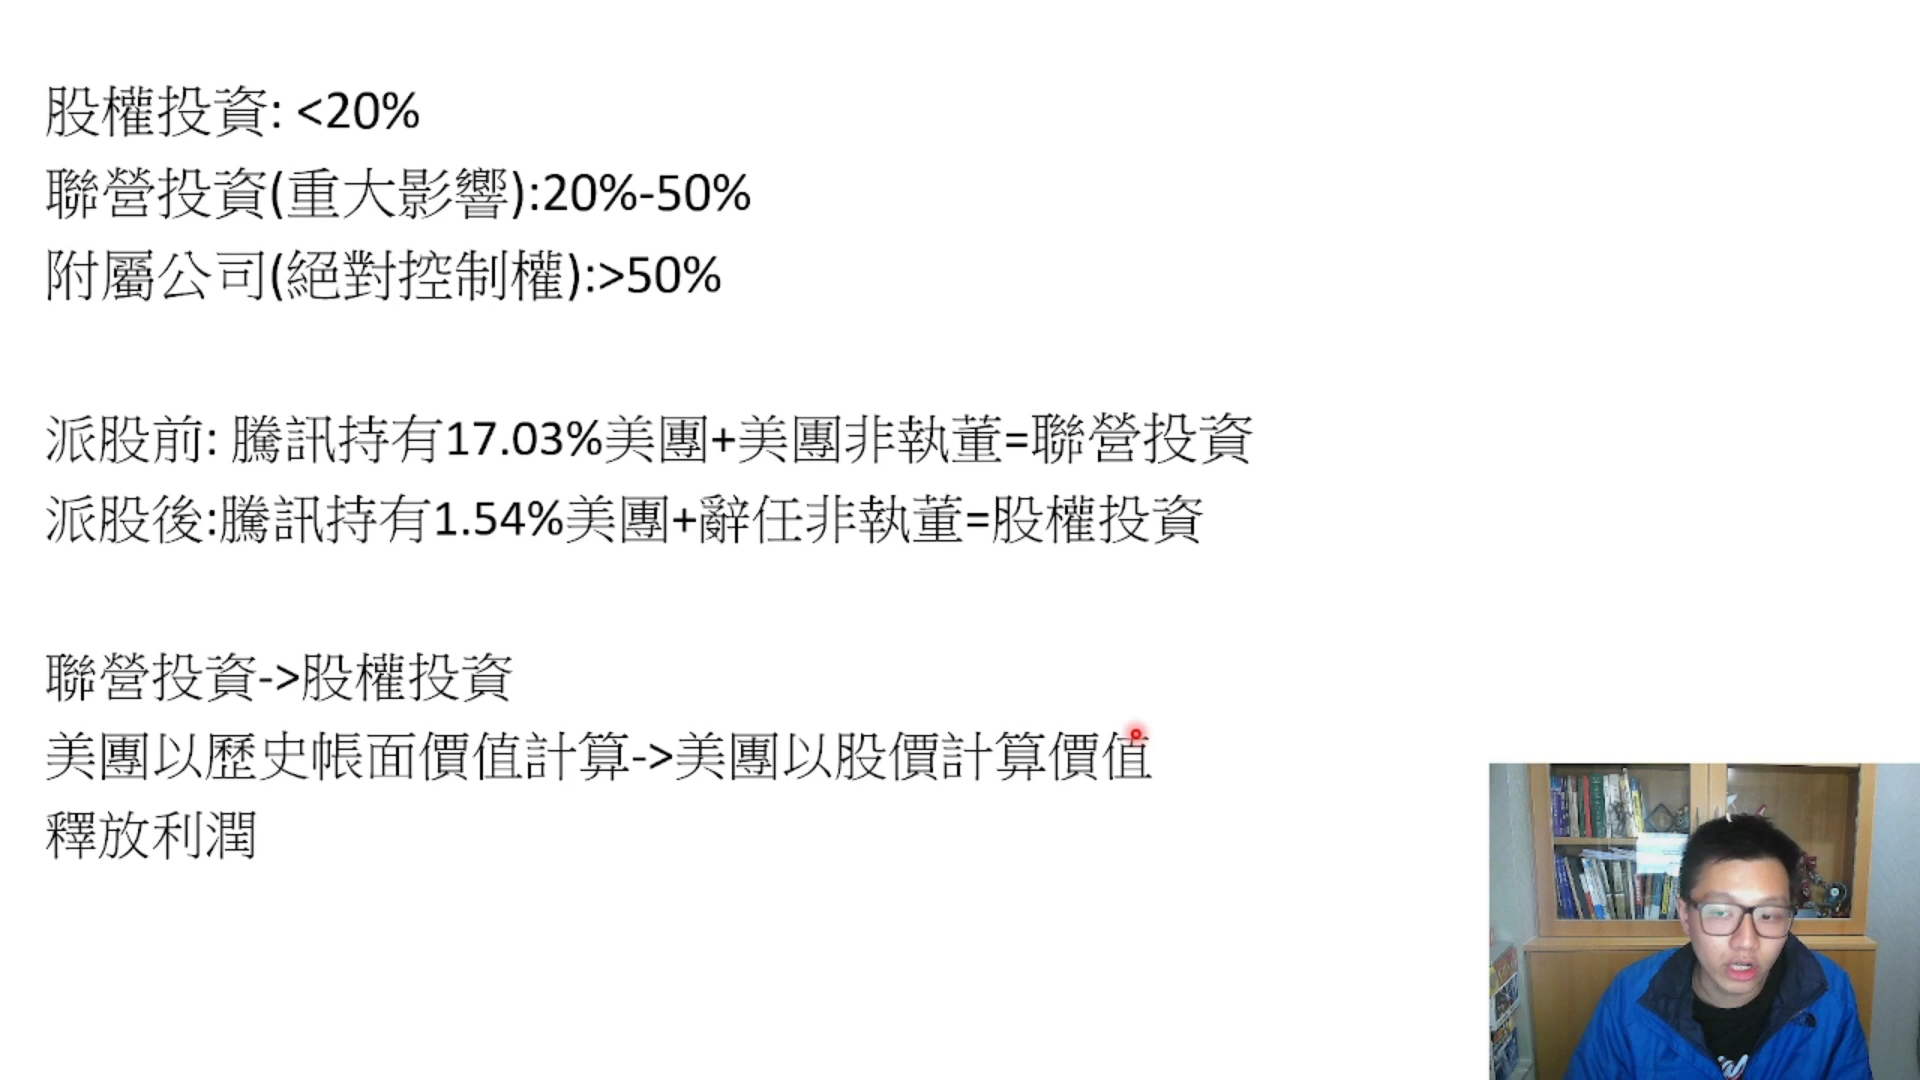 股權投資: <20%
聯營投資(重大影響):20%-50%
附屬公司(絕對控制權):>50%
派股前: 騰訊持有17.03%美團+美團非執董=聯營投資
派股後:騰訊持有1.54%美團+辭任非執董=股權投資
聯營投資->股權投資
美團以歷史帳面價值計算->美團以股價計算價值
釋放利潤